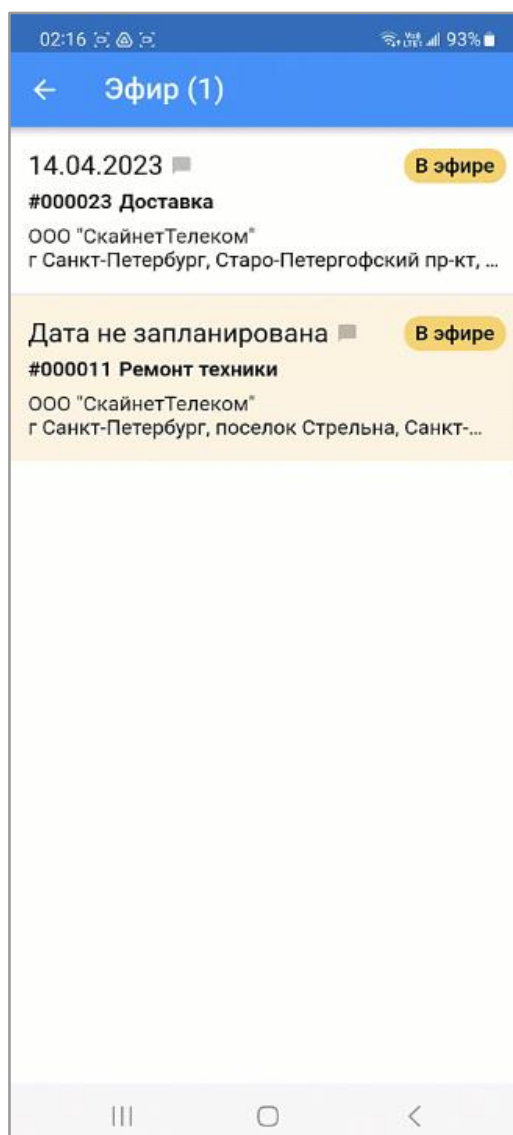 02:16 93%
Эфир (1)
14.04.2023 В эфире
#000023 Доставка
ООО "СкайнетТелеком"
г Санкт-Петербург, Старо-Петергофский пр-кт, ...
Дата не запланирована В эфире
#000011 Ремонт техники
ООО "СкайнетТелеком"
г Санкт-Петербург, поселок Стрельна, Санкт-...